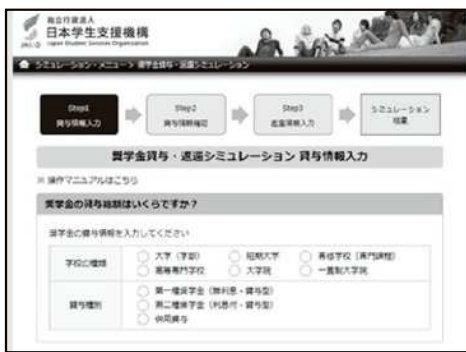 独立行政法人
日本学生支援機構
JASSO Japan Student Services Organization
シミュレーション・メニュー > 奨学金貸与・返還シミュレーション
Step1
貸与情報入力
Step2
貸与情報確認
Step3
返還情報入力
シミュレーション
結果
奨学金貸与・返還シミュレーション 貸与情報入力
※ 操作マニュアルはこちら
奨学金の貸与総額はいくらですか？
奨学金の貸与情報を入力してください
学校の種類
大学（学部）
短期大学
専修学校（専門課程）
高等専門学校
大学院
一貫制大学院
貸与種別
第一種奨学金（無利息・貸与型）
第二種奨学金（利息付・貸与型）
併用貸与